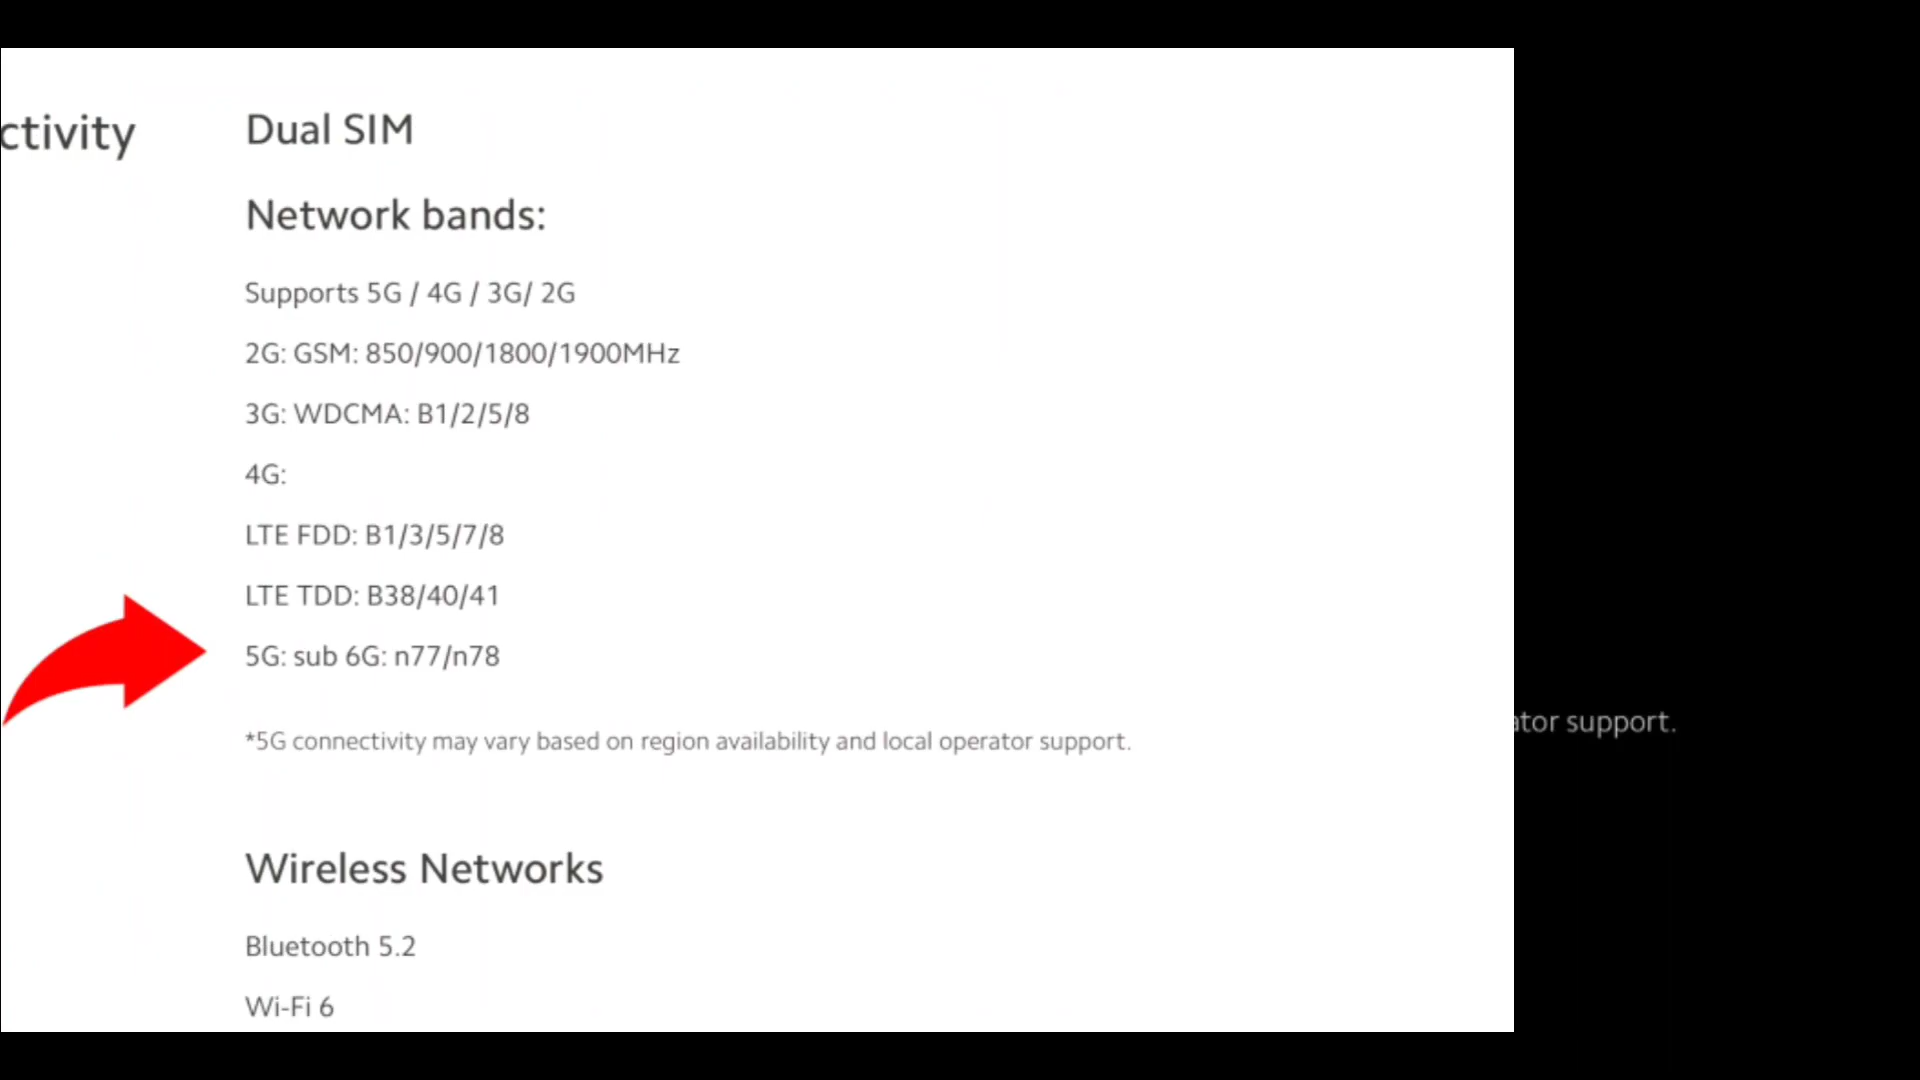 ctivity
Dual SIM
Network bands:
Supports 5G / 4G / 3G/ 2G
2G: GSM: 850/900/1800/1900MHz
3G: WDCMA: B1/2/5/8
4G:
LTE FDD: B1/3/5/7/8
LTE TDD: B38/40/41
5G: sub 6G: n77/n78
*5G connectivity may vary based on region availability and local operator support.
ator support.
Wireless Networks
Bluetooth 5.2
Wi-Fi 6